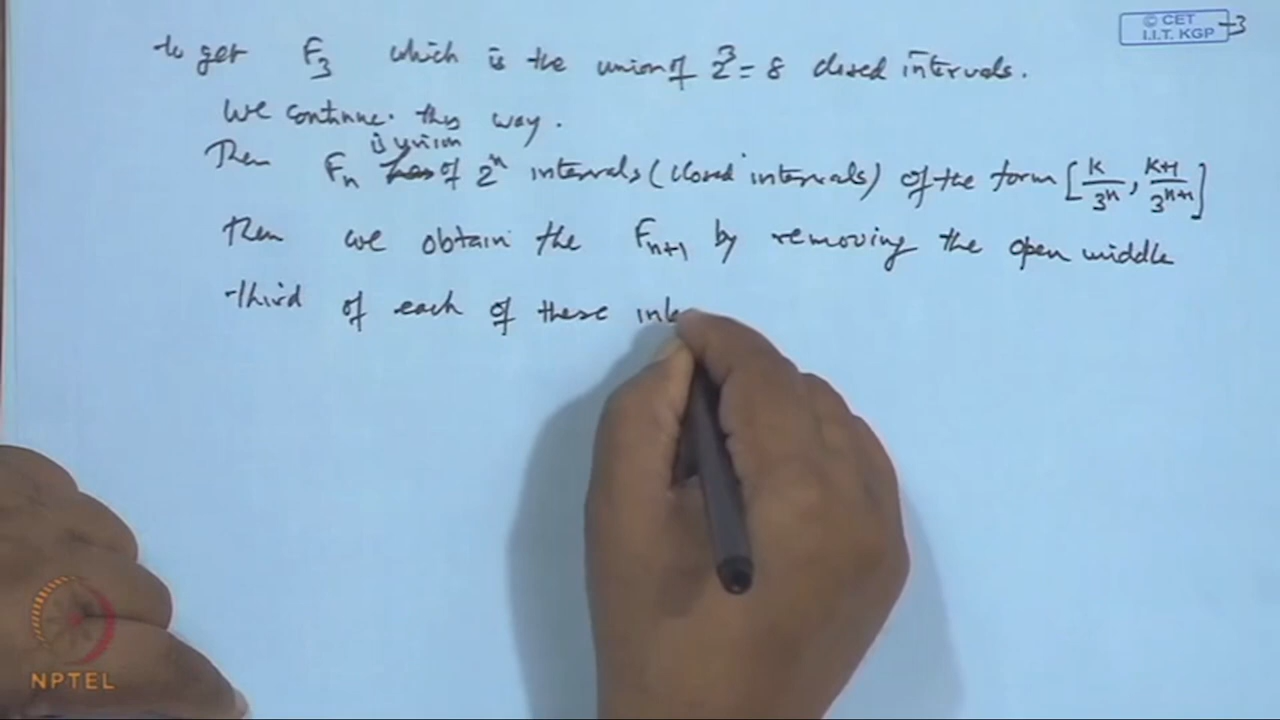 © CET
I.I.T. KGP -3
to get F₃ which is the union of 2³ = 8 closed intervals.
We continue this way.
is union
Then Fₙ has of 2ⁿ intervals (closed intervals) of the form [k/3ⁿ, k+1/3ⁿ⁺¹]
Then we obtain the Fₙ₊₁ by removing the open middle
third of each of these inte
NPTEL